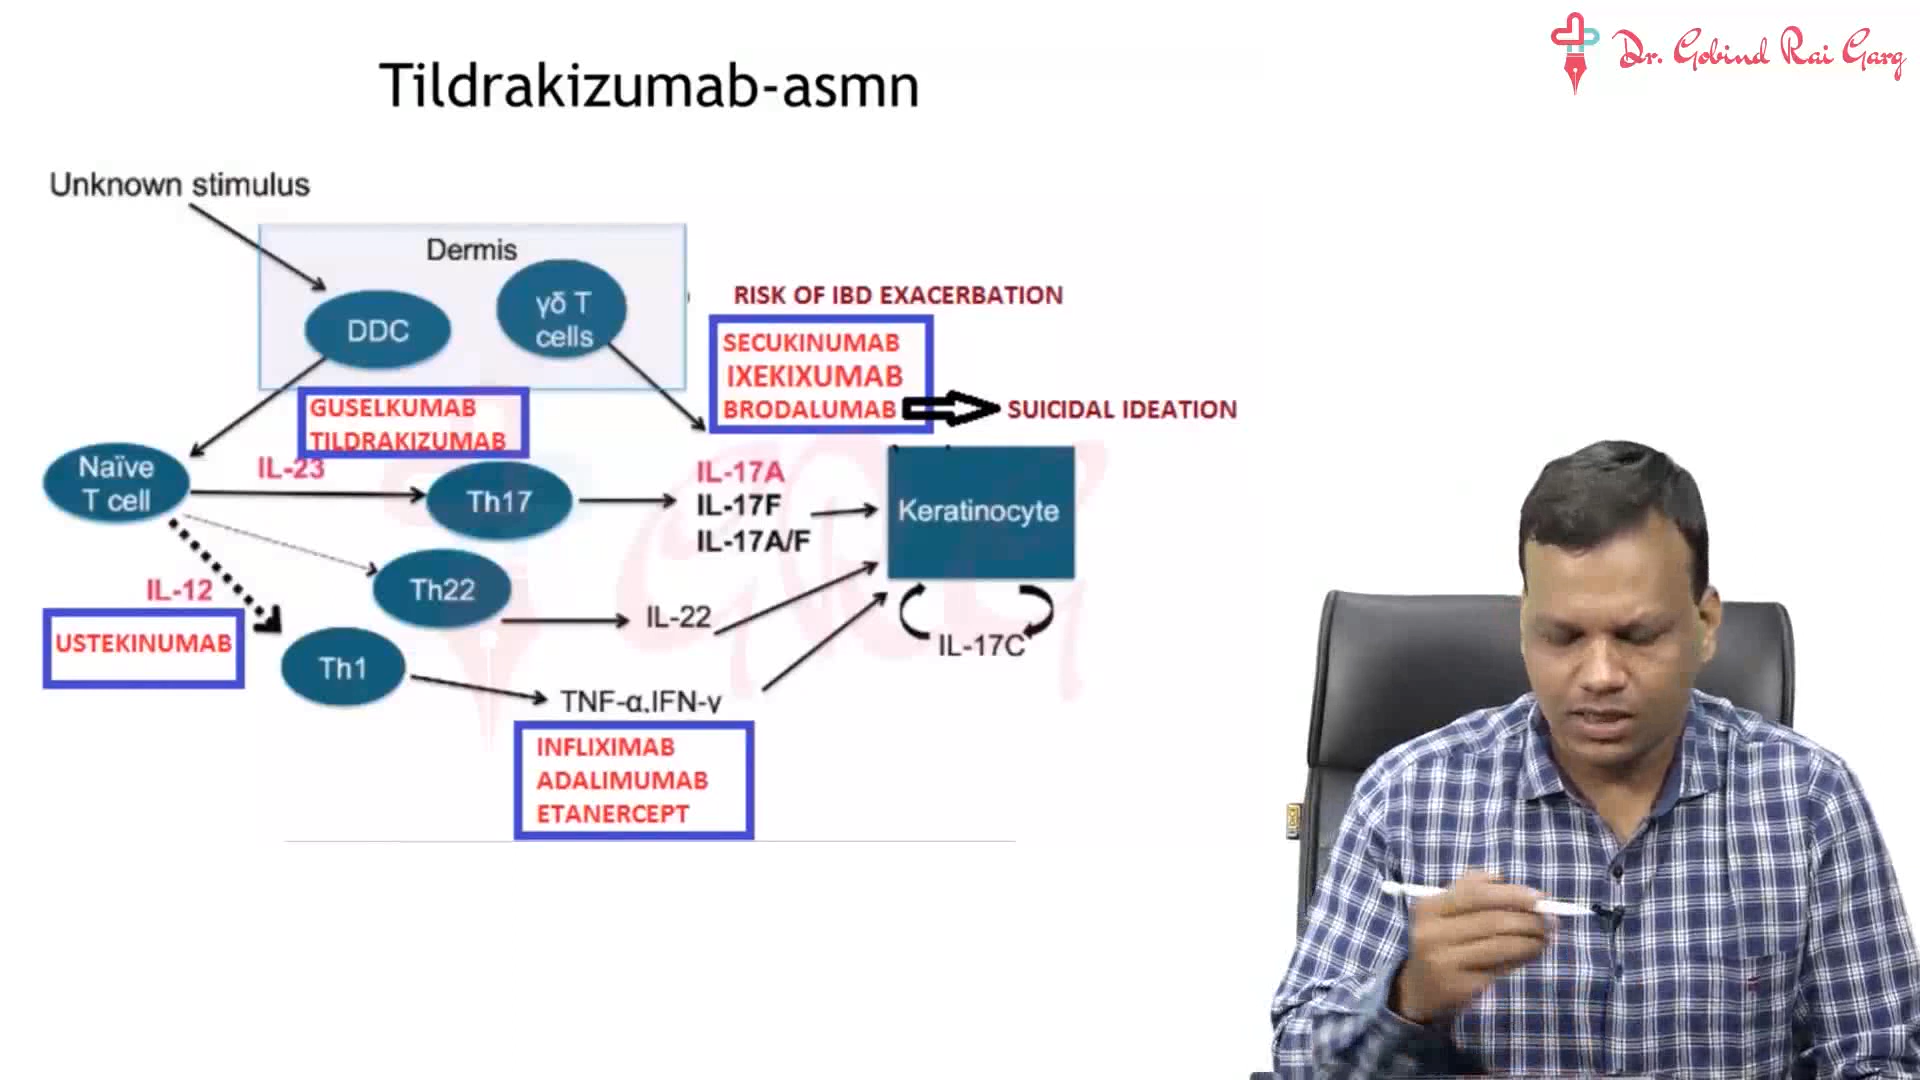 Dr. Gobind Rai Garg
Tildrakizumab-asmn
Unknown stimulus
Dermis
DDC
γδ T
cells
RISK OF IBD EXACERBATION
SECUKINUMAB
IXEKIXUMAB
BRODALUMAB
SUICIDAL IDEATION
GUSELKUMAB
TILDRAKIZUMAB
Naïve
T cell
IL-23
Th17
IL-17A
IL-17F
IL-17A/F
Keratinocyte
Th22
IL-22
IL-17C
IL-12
USTEKINUMAB
Th1
TNF-α,IFN-γ
INFLIXIMAB
ADALIMUMAB
ETANERCEPT